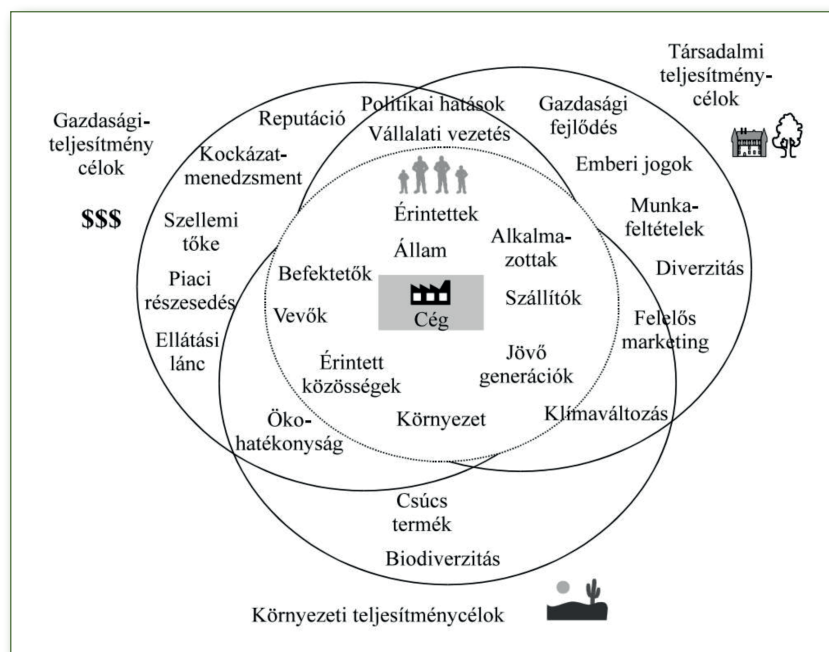 Társadalmi
teljesítmény-
célok
Gazdasági-
teljesítmény
célok
$$$
Reputáció
Politikai hatások
Vállalati vezetés
Gazdasági
fejlődés
Kockázat-
menedzsment
Emberi jogok
Szellemi
tőke
Érintettek
Munka-
feltételek
Állam
Alkalma-
zottak
Piaci
részesedés
Befektetők
Diverzitás
Vevők
Cég
Szállítók
Ellátási
lánc
Felelős
marketing
Érintett
közösségek
Jövő
generációk
Öko-
hatékonyság
Környezet
Klímaváltozás
Csúcs
termék
Biodiverzitás
Környezeti teljesítménycélok